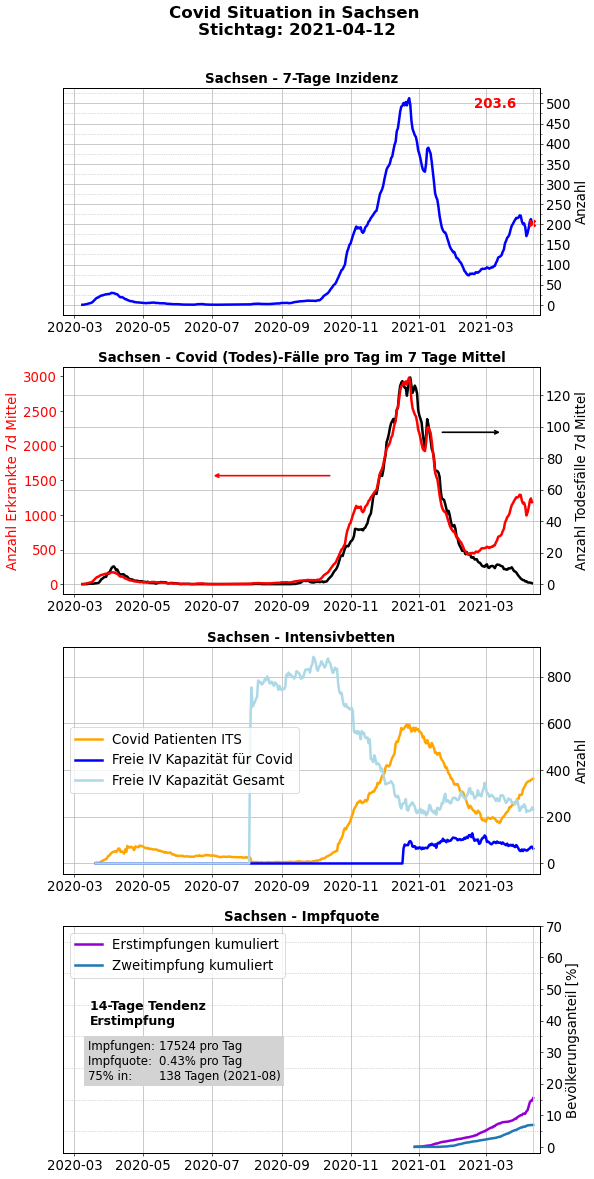 Covid Situation in Sachsen
Stichtag: 2021-04-12
Sachsen - 7-Tage Inzidenz
203.6
500
450
400
350
300
250
200
150
100
50
0
Anzahl
2020-03 2020-05 2020-07 2020-09 2020-11 2021-01 2021-03
Sachsen - Covid (Todes)-Fälle pro Tag im 7 Tage Mittel
Anzahl Erkrankte 7d Mittel
3000
2500
2000
1500
1000
500
0
120
100
80
60
40
20
0
Anzahl Todesfälle 7d Mittel
2020-03 2020-05 2020-07 2020-09 2020-11 2021-01 2021-03
Sachsen - Intensivbetten
Covid Patienten ITS
Freie IV Kapazität für Covid
Freie IV Kapazität Gesamt
800
600
400
200
0
Anzahl
2020-03 2020-05 2020-07 2020-09 2020-11 2021-01 2021-03
Sachsen - Impfquote
Erstimpfungen kumuliert
Zweitimpfung kumuliert
14-Tage Tendenz
Erstimpfung
Impfungen: 17524 pro Tag
Impfquote: 0.43% pro Tag
75% in: 138 Tagen (2021-08)
70
60
50
40
30
20
10
0
Bevölkerungsanteil [%]
2020-03 2020-05 2020-07 2020-09 2020-11 2021-01 2021-03